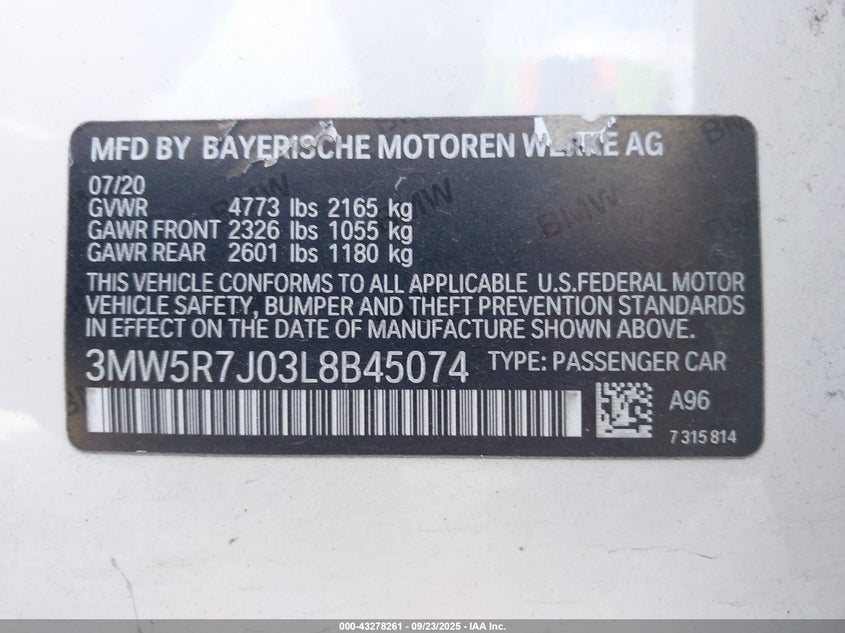 MFD BY BAYERISCHE MOTOREN WERKE AG
07/20
GVWR 4773 lbs 2165 kg
GAWR FRONT 2326 lbs 1055 kg
GAWR REAR 2601 lbs 1180 kg
THIS VEHICLE CONFORMS TO ALL APPLICABLE U.S.FEDERAL MOTOR
VEHICLE SAFETY, BUMPER AND THEFT PREVENTION STANDARDS
IN EFFECT ON THE DATE OF MANUFACTURE SHOWN ABOVE.
3MW5R7J03L8B45074 TYPE: PASSENGER CAR
A96
7 315 814
BMW
BMW
BMW
000-43278261 - 09/23/2025 - IAA Inc.